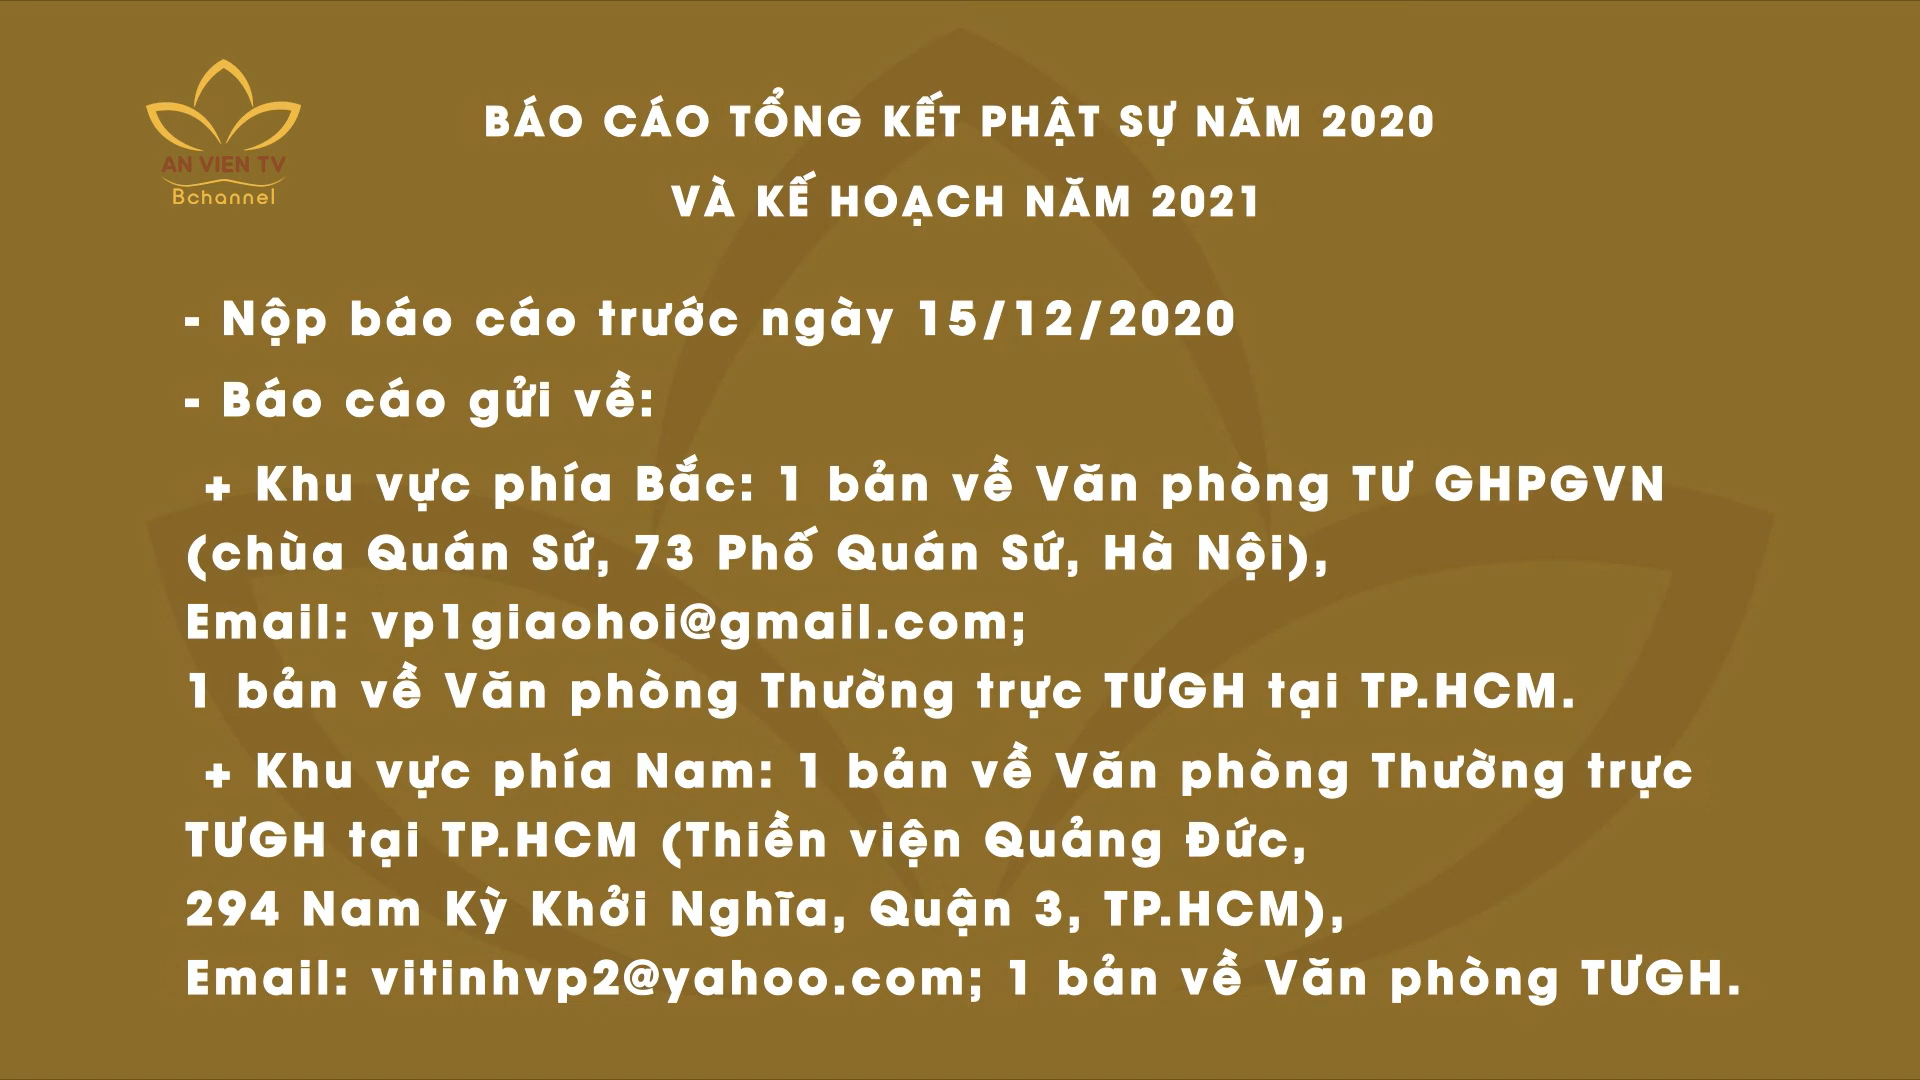 AN VIEN TV
Bchannel
BÁO CÁO TỔNG KẾT PHẬT SỰ NĂM 2020
VÀ KẾ HOẠCH NĂM 2021
- Nộp báo cáo trước ngày 15/12/2020
- Báo cáo gửi về:
+ Khu vực phía Bắc: 1 bản về Văn phòng TƯ GHPGVN
(chùa Quán Sứ, 73 Phố Quán Sứ, Hà Nội),
Email: vp1giaohoi@gmail.com;
1 bản về Văn phòng Thường trực TƯGH tại TP.HCM.
+ Khu vực phía Nam: 1 bản về Văn phòng Thường trực
TƯGH tại TP.HCM (Thiền viện Quảng Đức,
294 Nam Kỳ Khởi Nghĩa, Quận 3, TP.HCM),
Email: vitinhvp2@yahoo.com; 1 bản về Văn phòng TƯGH.